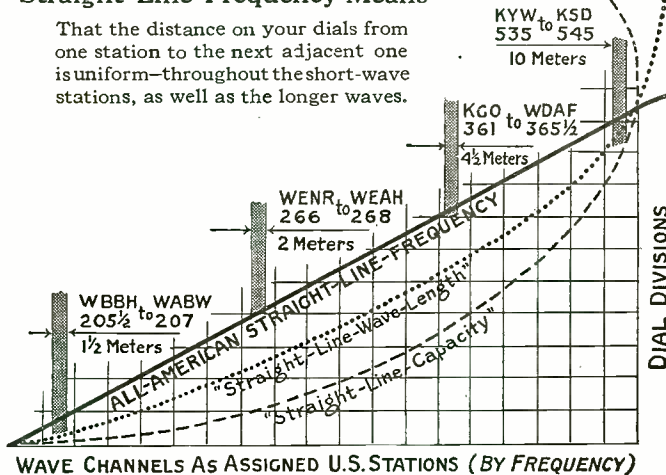 Straight-Line-Frequency Means
That the distance on your dials from
one station to the next adjacent one
is uniform—throughout the short-wave
stations, as well as the longer waves.
KYW to KSD
535 545
10 Meters
KGO to WDAF
361 365½
4½ Meters
WENR to WEAH
266 268
2 Meters
WBBH to WABW
205½ 207
1½ Meters
ALL-AMERICAN STRAIGHT-LINE-FREQUENCY
"Straight-Line-Wave-Length"
"Straight-Line-Capacity"
DIAL DIVISIONS
WAVE CHANNELS AS ASSIGNED U.S. STATIONS (BY FREQUENCY)